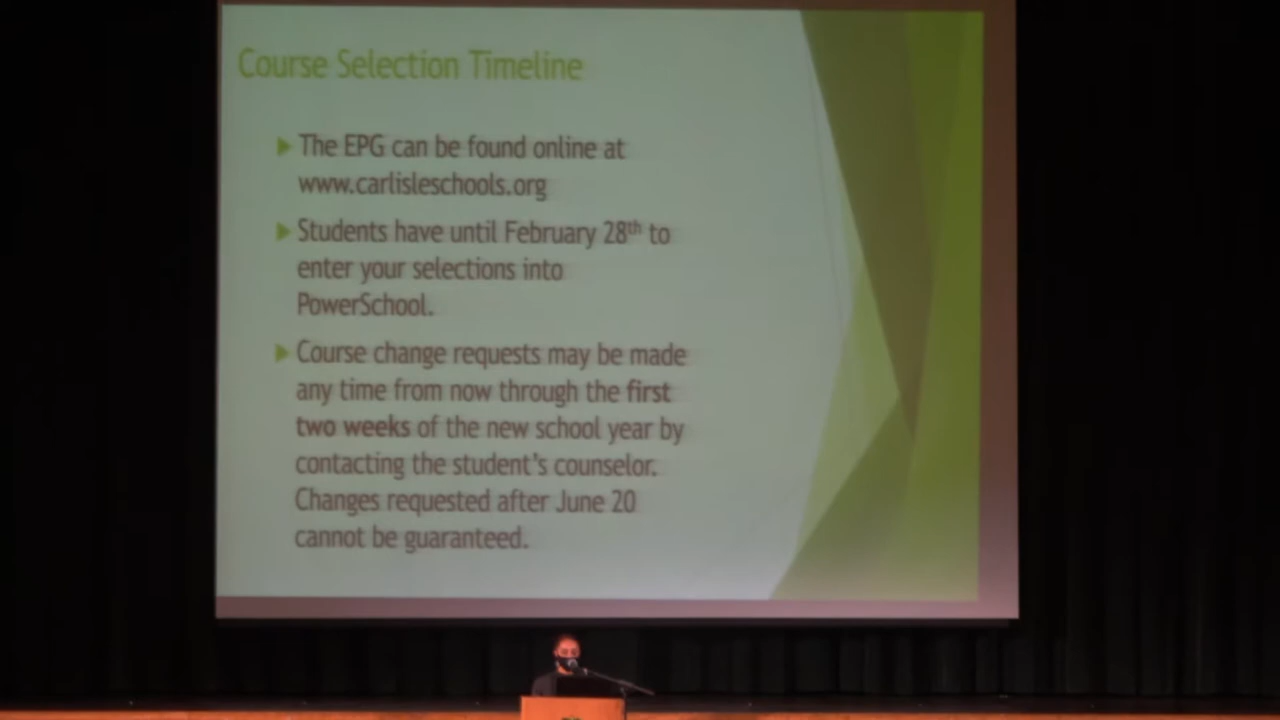 Course Selection Timeline
The EPG can be found online at
www.carlisleschools.org
Students have until February 28th to
enter your selections into
PowerSchool.
Course change requests may be made
any time from now through the first
two weeks of the new school year by
contacting the student's counselor.
Changes requested after June 20
cannot be guaranteed.